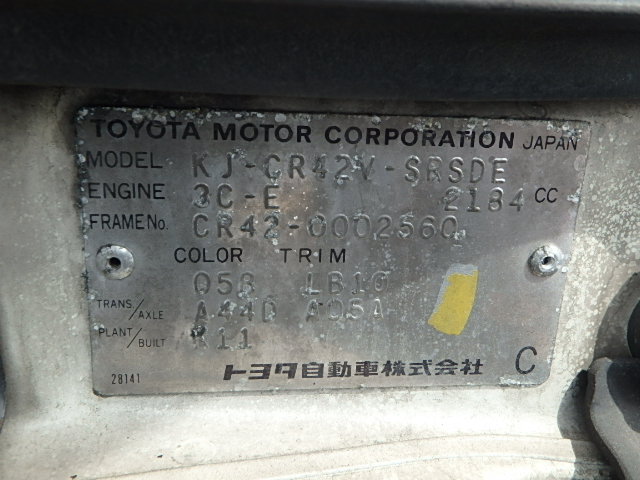 TOYOTA MOTOR CORPORATION JAPAN
MODEL KJ-CR42V-SRSDE
ENGINE 3C-E 2184 CC
FRAME No. CR42-0002560
COLOR TRIM
058 LB10
TRANS/AXLE A44D A05A
PLANT/BUILT K11
28141 トヨタ自動車株式会社 C